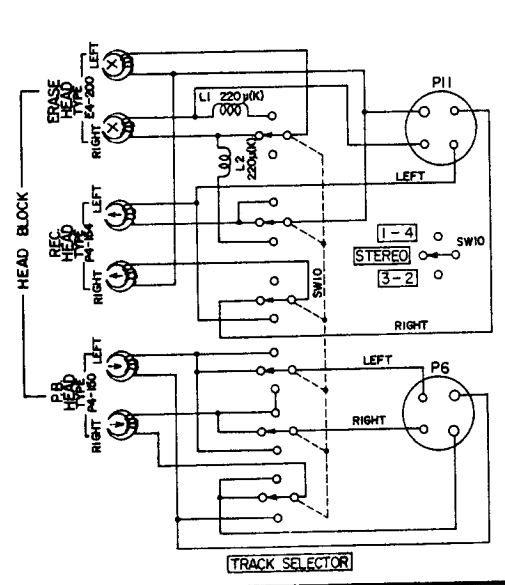 HEAD BLOCK
ERASE HEAD
TYPE E4-200
LEFT
RIGHT
L1 220μ(K)
L2 220μ(K)
P11
LEFT
REC. HEAD
TYPE P4-154
LEFT
RIGHT
SW10
1-4
STEREO
3-2
SW10
RIGHT
P.B. HEAD
TYPE P4-150
LEFT
RIGHT
LEFT
P6
RIGHT
TRACK SELECTOR